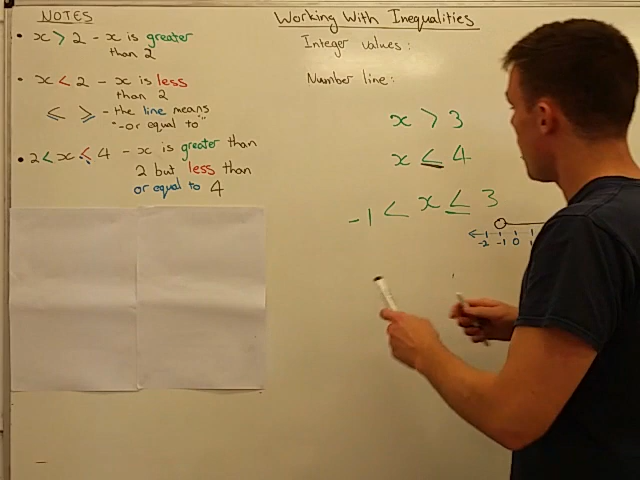 NOTES
• x > 2 - x is greater
than 2
• x < 2 - x is less
than 2
≤ ≥ - the line means
"-or equal to"
• 2 < x ≤ 4 - x is greater than
2 but less than
or equal to 4
Working With Inequalities
Integer values:
Number line:
x > 3
x ≤ 4
-1 < x ≤ 3
-2 -1 0 1